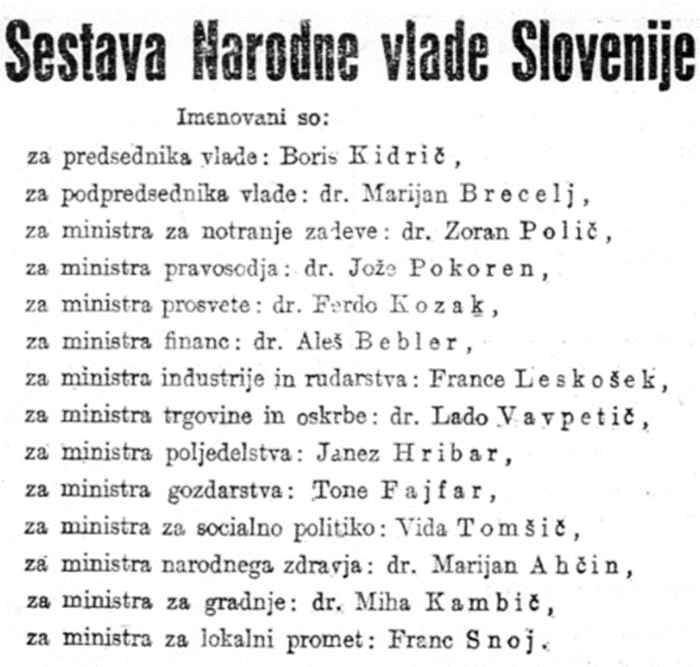 Sestava Narodne vlade Slovenije
Imenovani so:
za predsednika vlade: Boris Kidrič,
za podpredsednika vlade: dr. Marijan Brecelj,
za ministra za notranje zadeve: dr. Zoran Polič,
za ministra pravosodja: dr. Jože Pokoren,
za ministra prosvete: dr. Ferdo Kozak,
za ministra financ: dr. Aleš Bebler,
za ministra industrije in rudarstva: France Leskošek,
za ministra trgovine in oskrbe: dr. Lado Vavpetič,
za ministra poljedelstva: Janez Hribar,
za ministra gozdarstva: Tone Fajfar,
za ministra za socialno politiko: Vida Tomšič,
za ministra narodnega zdravja: dr. Marijan Ahčin,
za ministra za gradnje: dr. Miha Kambič,
za ministra za lokalni promet: Franc Snoj.